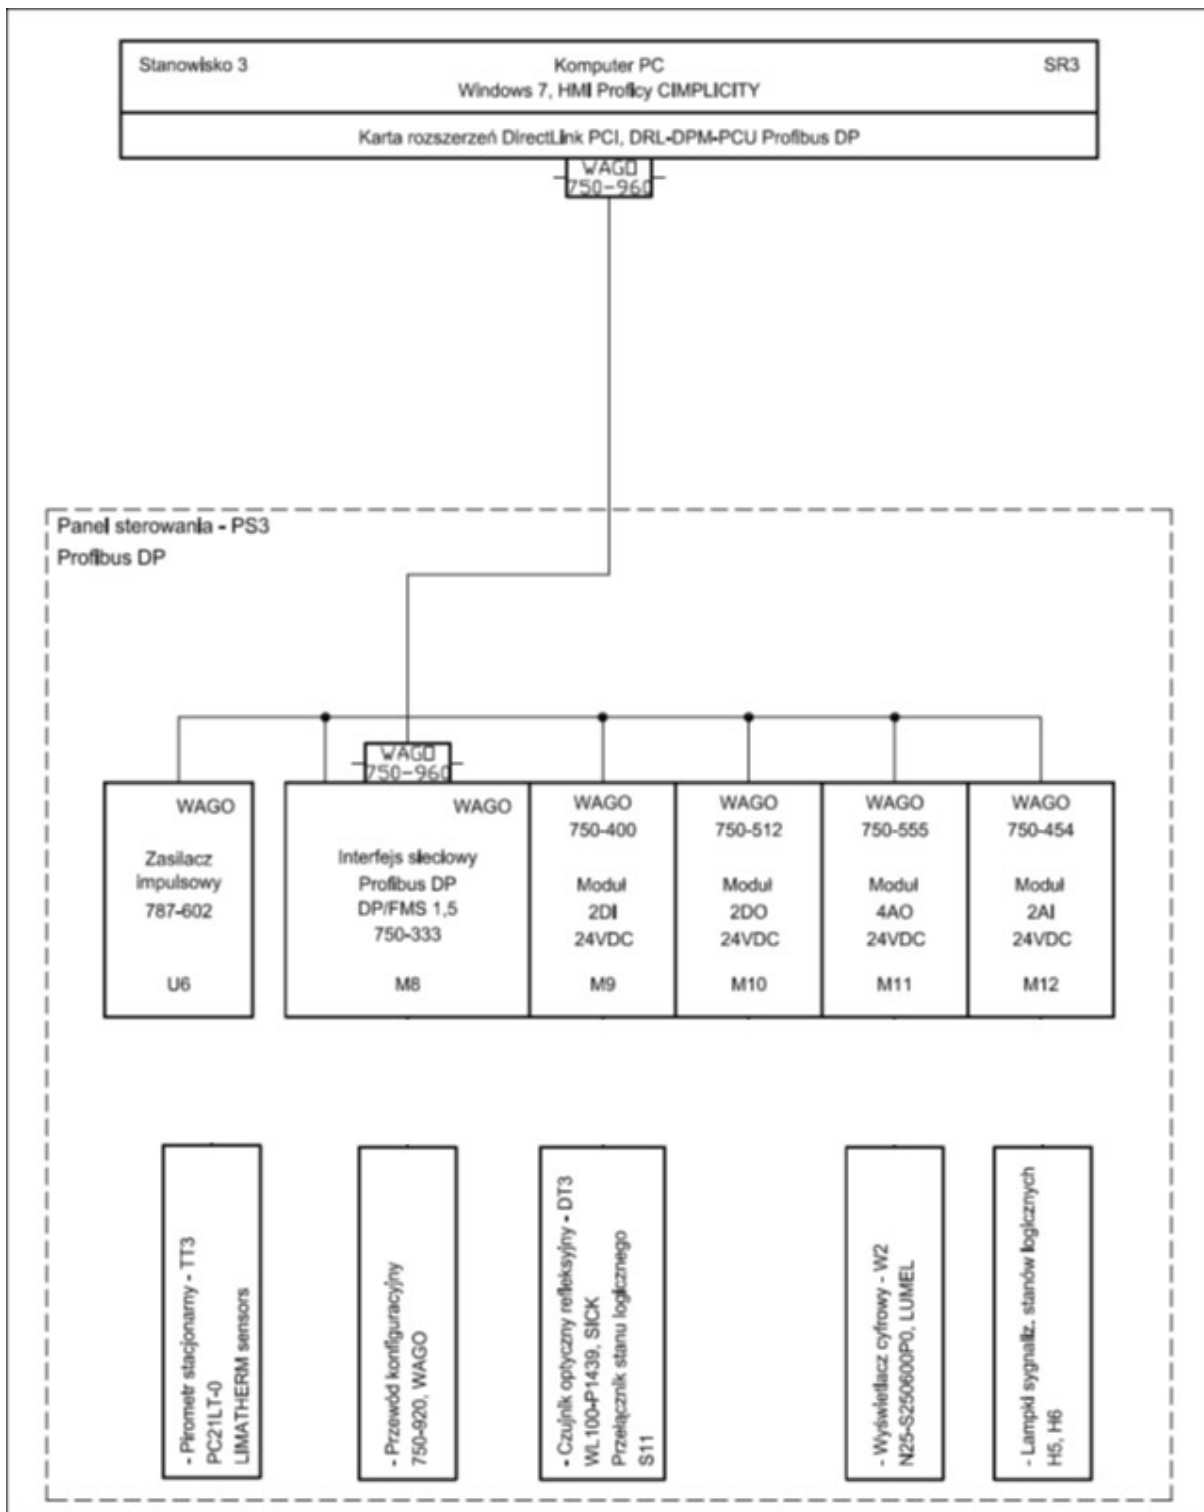 Stanowisko 3
Komputer PC
SR3
Windows 7, HMI Proficy CIMPLICITY
Karta rozszerzeń DirectLink PCI, DRL-DPM-PCU Profibus DP
WAGO
750-960
Panel sterowania - PS3
Profibus DP
WAGO
750-960
WAGO
Zasilacz
impulsowy
787-602
U6
WAGO
Interfejs sieciowy
Profibus DP
DP/FMS 1,5
750-333
M8
WAGO
750-400
Moduł
2DI
24VDC
M9
WAGO
750-512
Moduł
2DO
24VDC
M10
WAGO
750-555
Moduł
4AO
24VDC
M11
WAGO
750-454
Moduł
2AI
24VDC
M12
- Pirometr stacjonarny - TT3
PC21LT-0
LIMATHERM sensors
- Przewód konfiguracyjny
750-920, WAGO
- Czujnik optyczny refleksyjny - DT3
WL100-P1439, SICK
Przełącznik stanu logicznego
S11
- Wyświetlacz cyfrowy - W2
N25-S250600P0, LUMEL
- Lampki sygnaliz. stanów logicznych
H5, H6